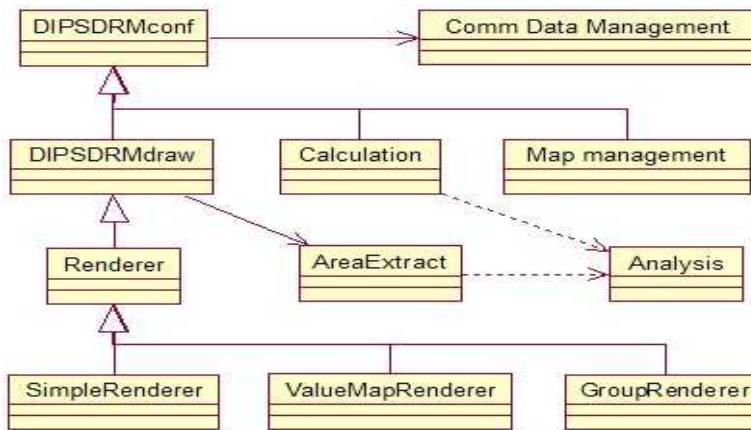 DIPSDRMconf
Comm Data Management
DIPSDRMdraw
Calculation
Map management
Renderer
AreaExtract
Analysis
SimpleRenderer
ValueMapRenderer
GroupRenderer